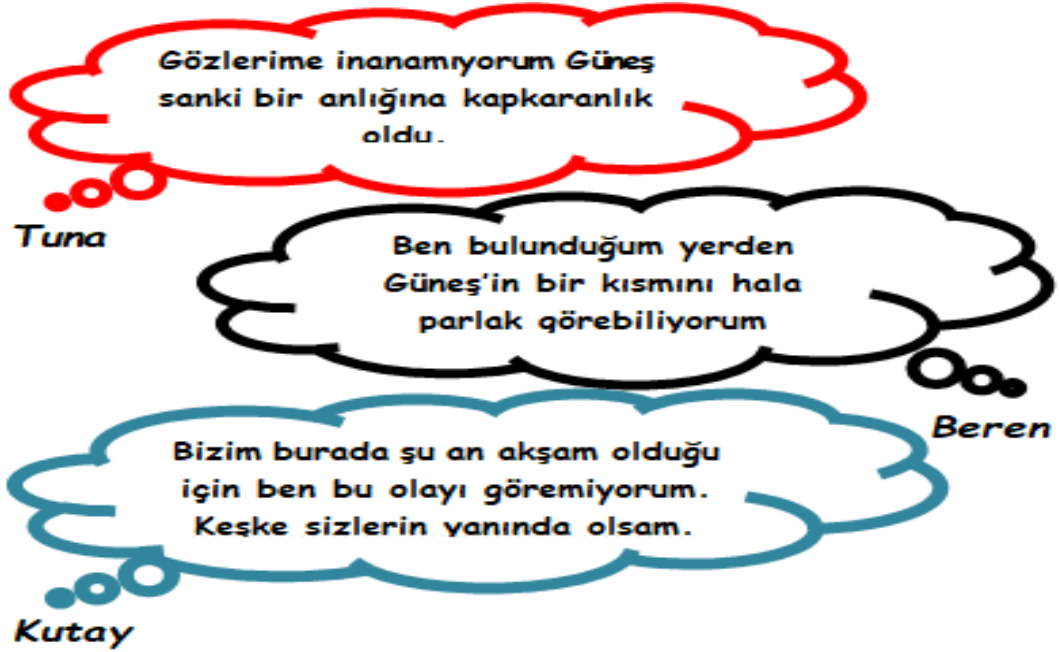 Gözlerime inanamıyorum Güneş
sanki bir anlığına kapkaranlık
oldu.
Tuna
Ben bulunduğum yerden
Güneş'in bir kısmını hala
parlak görebiliyorum
Beren
Bizim burada şu an akşam olduğu
için ben bu olayı göremiyorum.
Keşke sizlerin yanında olsam.
Kutay